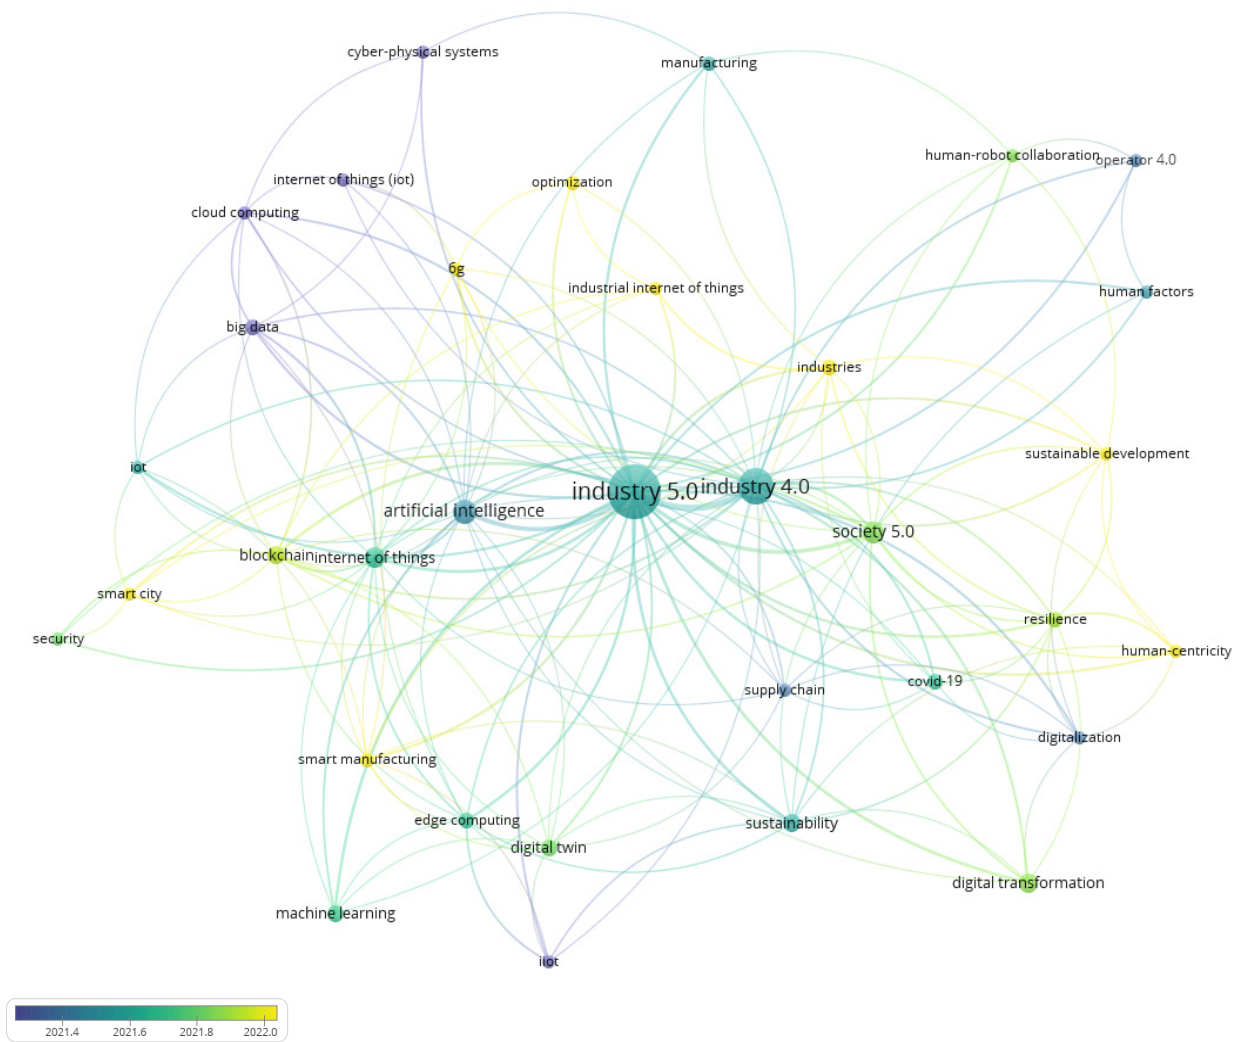 cyber-physical systems
manufacturing
human-robot collaboration
operator 4.0
internet of things (iot)
optimization
cloud computing
6g
industrial internet of things
human factors
big data
industries
sustainable development
iot
industry 5.0
industry 4.0
artificial intelligence
society 5.0
blockchain
internet of things
smart city
resilience
security
human-centricity
covid-19
supply chain
digitalization
smart manufacturing
edge computing
sustainability
digital twin
digital transformation
machine learning
iiot
2021.4 2021.6 2021.8 2022.0